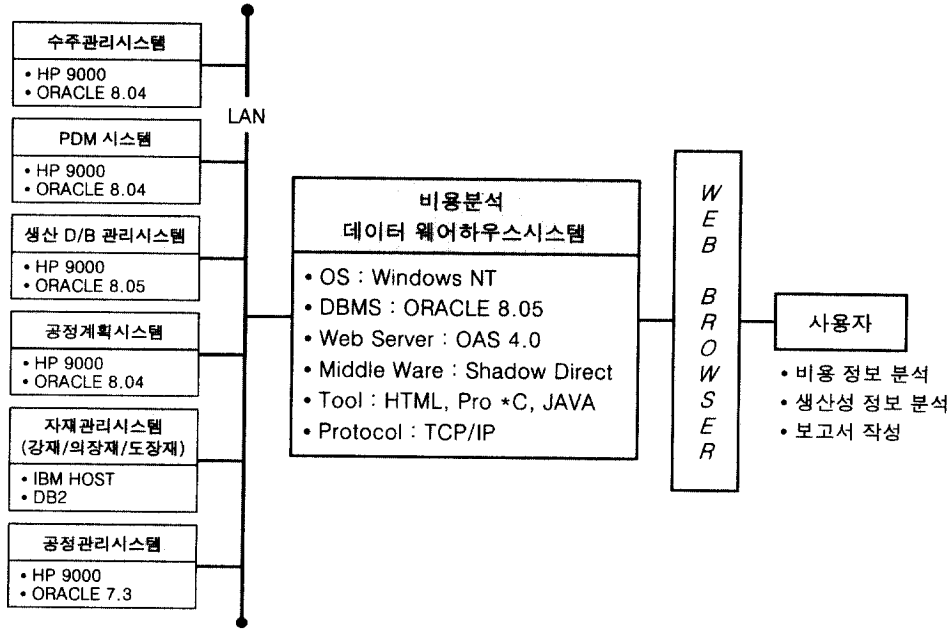 수주관리시스템
• HP 9000
• ORACLE 8.04
LAN
PDM 시스템
• HP 9000
• ORACLE 8.04
생산 D/B 관리시스템
• HP 9000
• ORACLE 8.05
공정계획시스템
• HP 9000
• ORACLE 8.04
자재관리시스템
(강재/의장재/도장재)
• IBM HOST
• DB2
공정관리시스템
• HP 9000
• ORACLE 7.3
비용분석
데이터 웨어하우스시스템
• OS : Windows NT
• DBMS : ORACLE 8.05
• Web Server : OAS 4.0
• Middle Ware : Shadow Direct
• Tool : HTML, Pro *C, JAVA
• Protocol : TCP/IP
WEB BROWSER
사용자
• 비용 정보 분석
• 생산성 정보 분석
• 보고서 작성